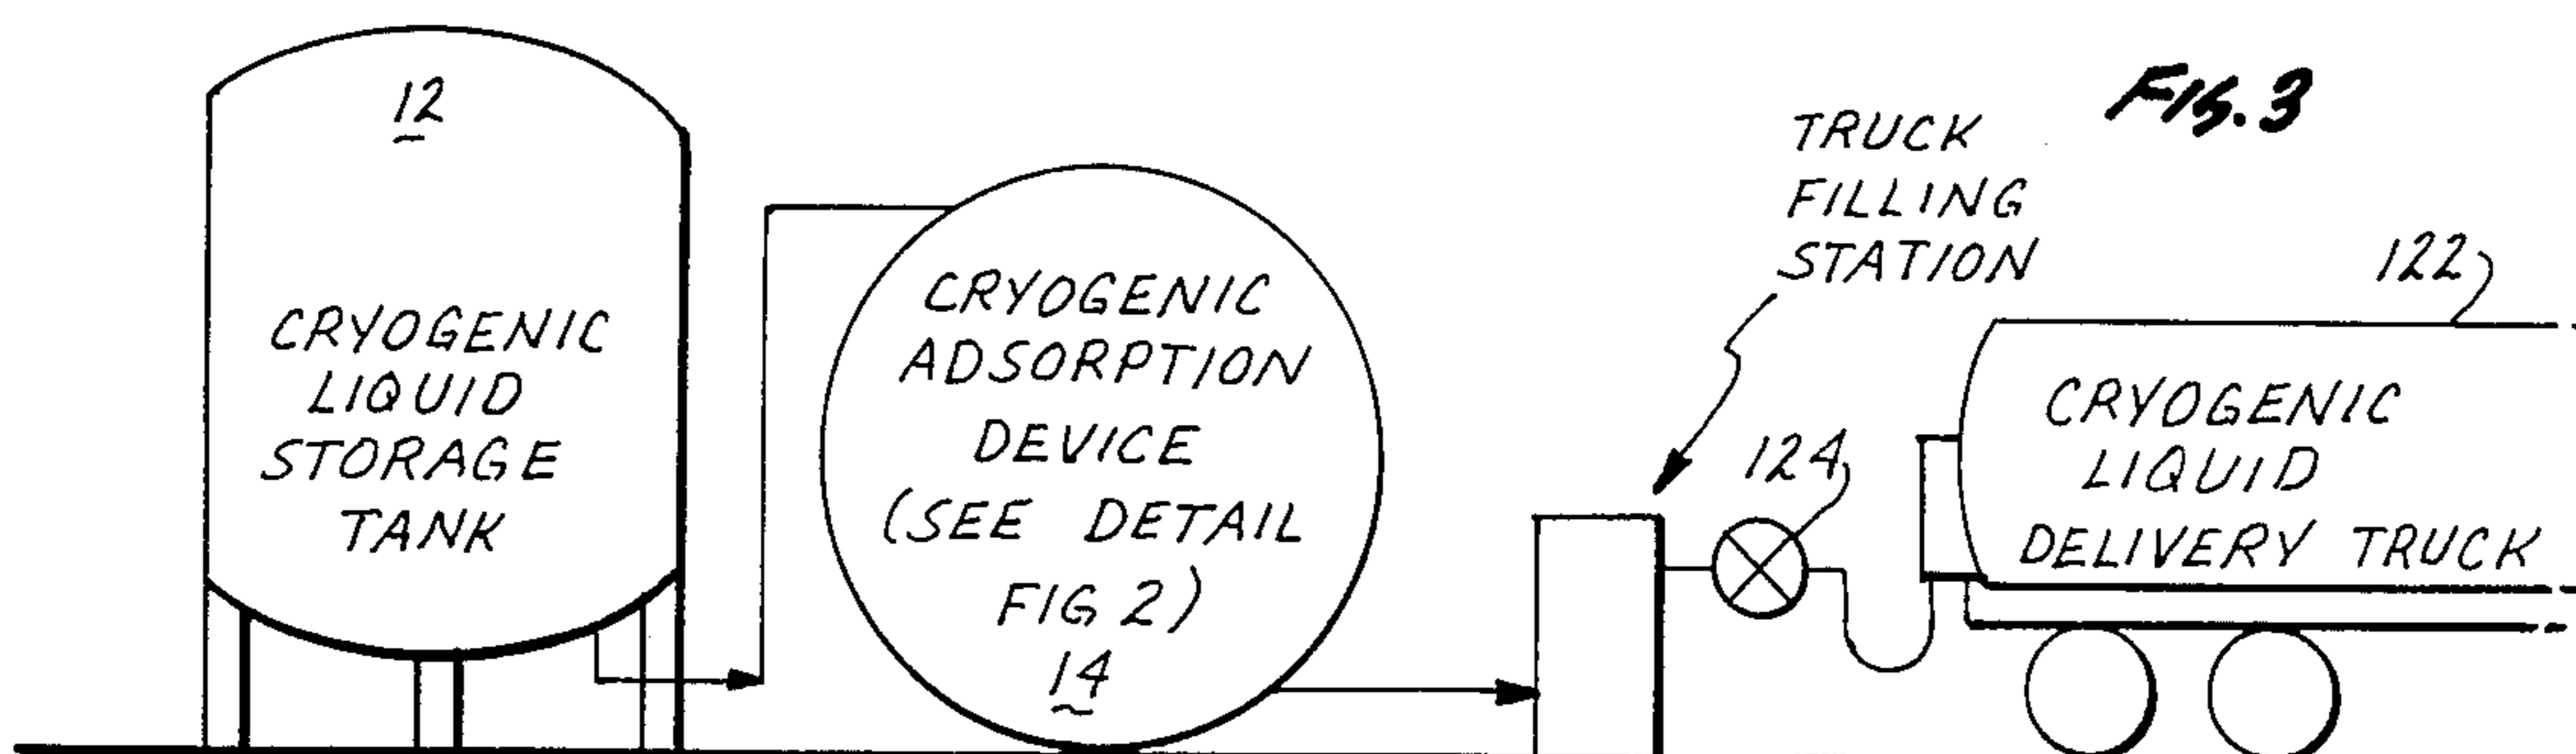 12
CRYOGENIC
LIQUID
STORAGE
TANK
CRYOGENIC
ADSORPTION
DEVICE
(SEE DETAIL
FIG 2)
14
TRUCK
FILLING
STATION
FIG. 3
124
122
CRYOGENIC
LIQUID
DELIVERY TRUCK